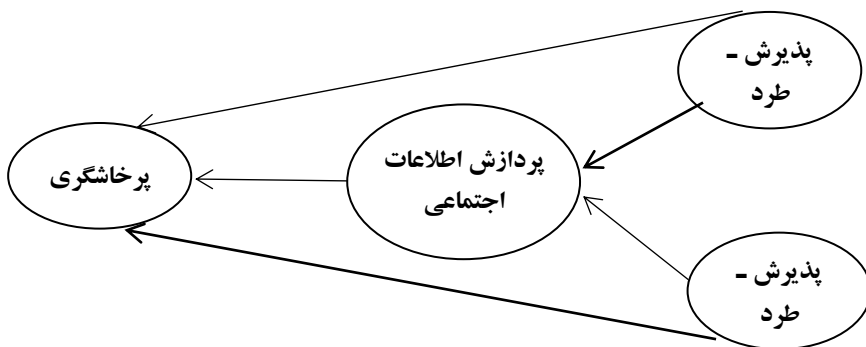 پذیرش -
طرد
پردازش اطلاعات
اجتماعی
پرخاشگری
پذیرش -
طرد